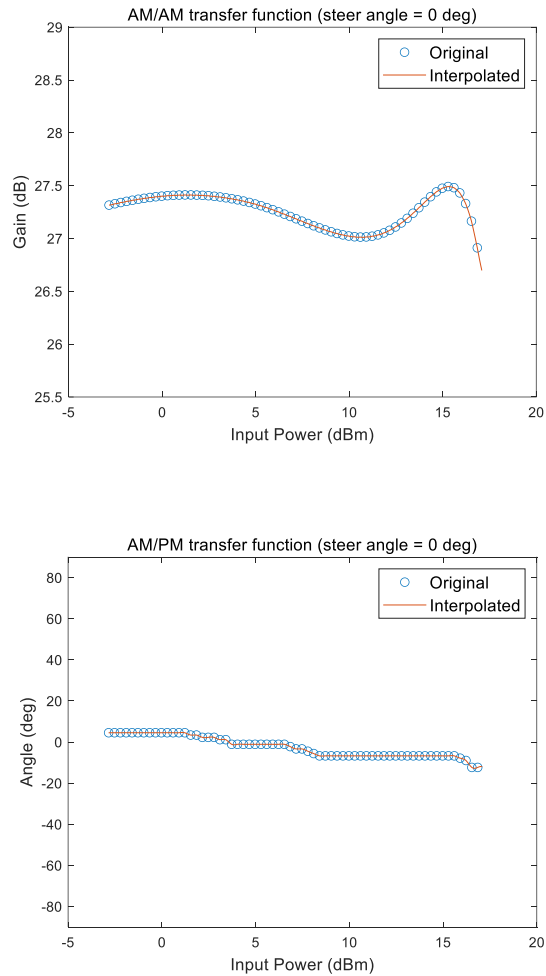 AM/AM transfer function (steer angle = 0 deg)
29
28.5
28
27.5
27
26.5
26
25.5
Gain (dB)
Original
Interpolated
-5
0
5
10
15
20
Input Power (dBm)
AM/PM transfer function (steer angle = 0 deg)
80
60
40
20
0
-20
-40
-60
-80
Angle (deg)
Original
Interpolated
-5
0
5
10
15
20
Input Power (dBm)